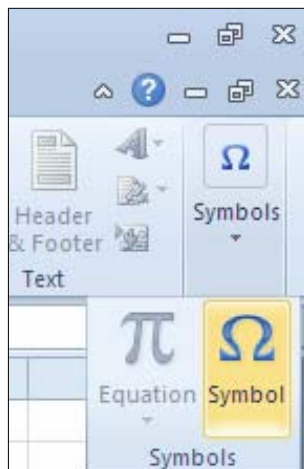 Header
& Footer
Symbols
Text
π
Ω
Equation
Symbol
Symbols